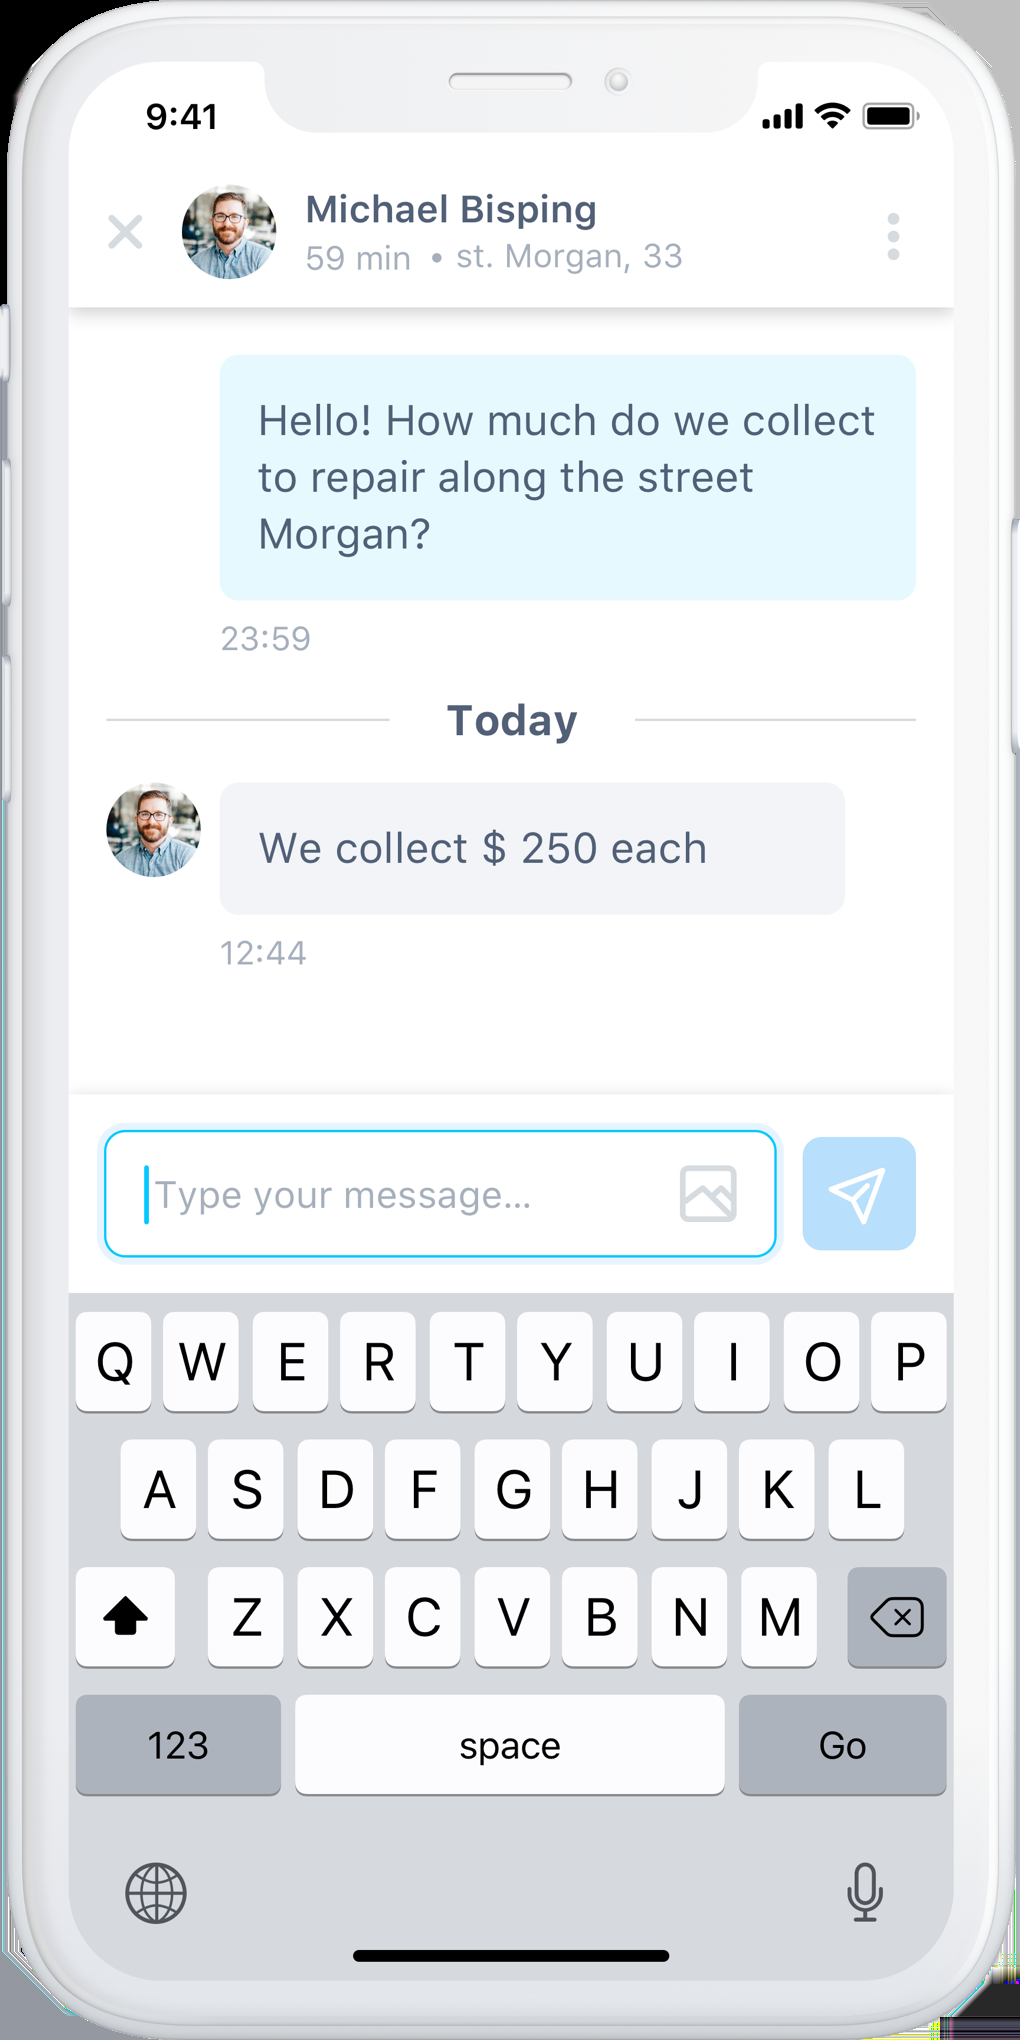 9:41
Michael Bisping
59 min • st. Morgan, 33
Hello! How much do we collect
to repair along the street
Morgan?
23:59
Today
We collect $ 250 each
12:44
Type your message...
Q W E R T Y U I O P
A S D F G H J K L
Z X C V B N M
123 space Go